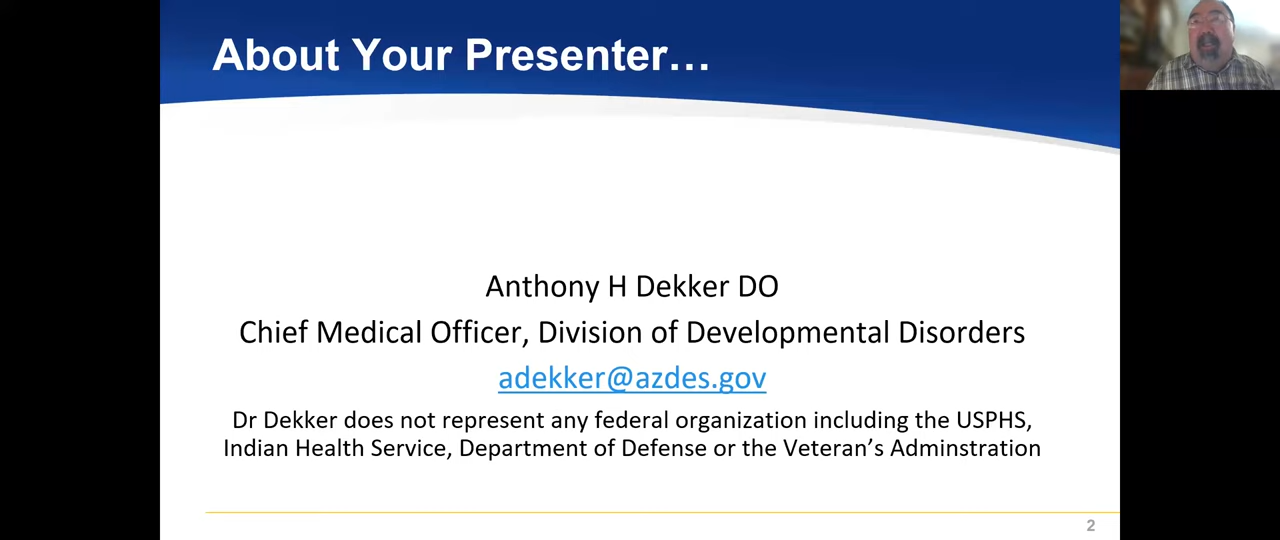 About Your Presenter…
Anthony H Dekker DO
Chief Medical Officer, Division of Developmental Disorders
adekker@azdes.gov
Dr Dekker does not represent any federal organization including the USPHS,
Indian Health Service, Department of Defense or the Veteran’s Adminstration
2